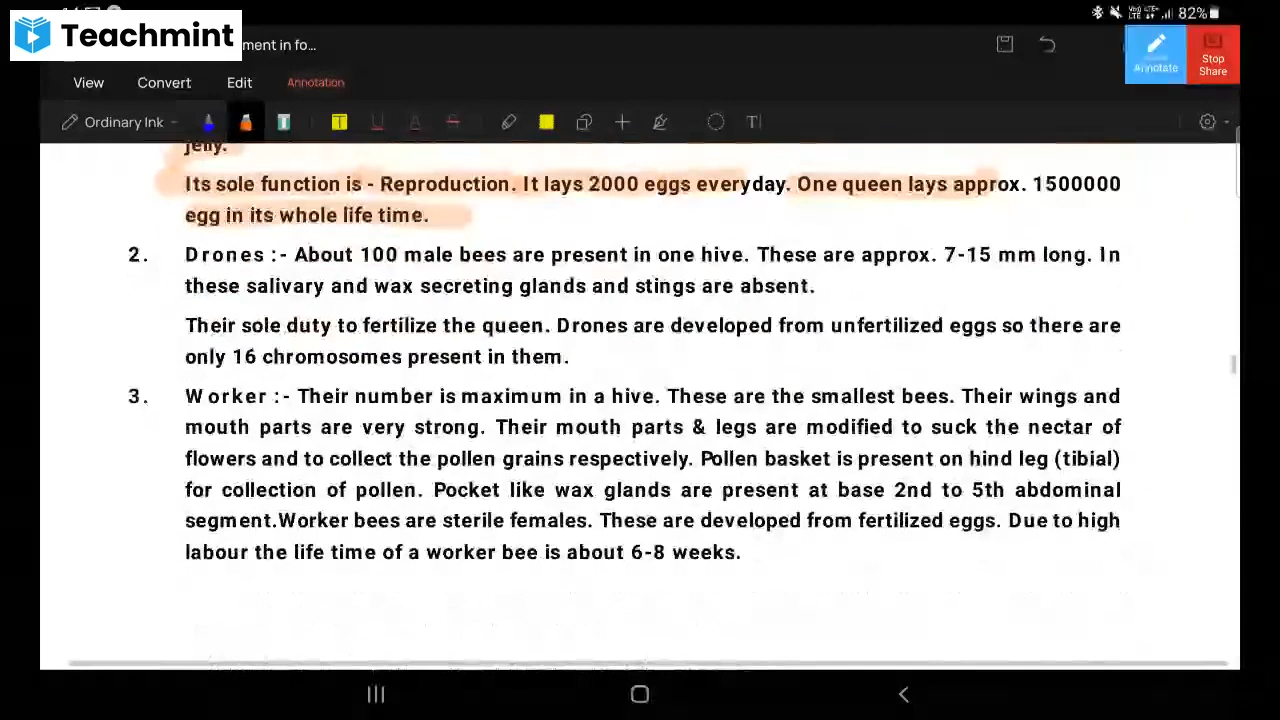 Teachmint
ment in fo...
82%
Annotate
Stop
Share
View Convert Edit Annotation
Ordinary Ink
jelly.
Its sole function is - Reproduction. It lays 2000 eggs everyday. One queen lays approx. 1500000
egg in its whole life time.
2. Drones :- About 100 male bees are present in one hive. These are approx. 7-15 mm long. In
these salivary and wax secreting glands and stings are absent.
Their sole duty to fertilize the queen. Drones are developed from unfertilized eggs so there are
only 16 chromosomes present in them.
3. Worker :- Their number is maximum in a hive. These are the smallest bees. Their wings and
mouth parts are very strong. Their mouth parts & legs are modified to suck the nectar of
flowers and to collect the pollen grains respectively. Pollen basket is present on hind leg (tibial)
for collection of pollen. Pocket like wax glands are present at base 2nd to 5th abdominal
segment.Worker bees are sterile females. These are developed from fertilized eggs. Due to high
labour the life time of a worker bee is about 6-8 weeks.